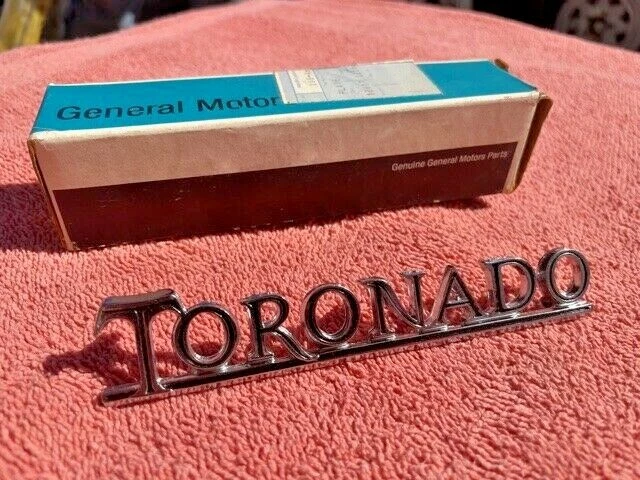 General Motor
Genuine General Motors Parts
TORONADO